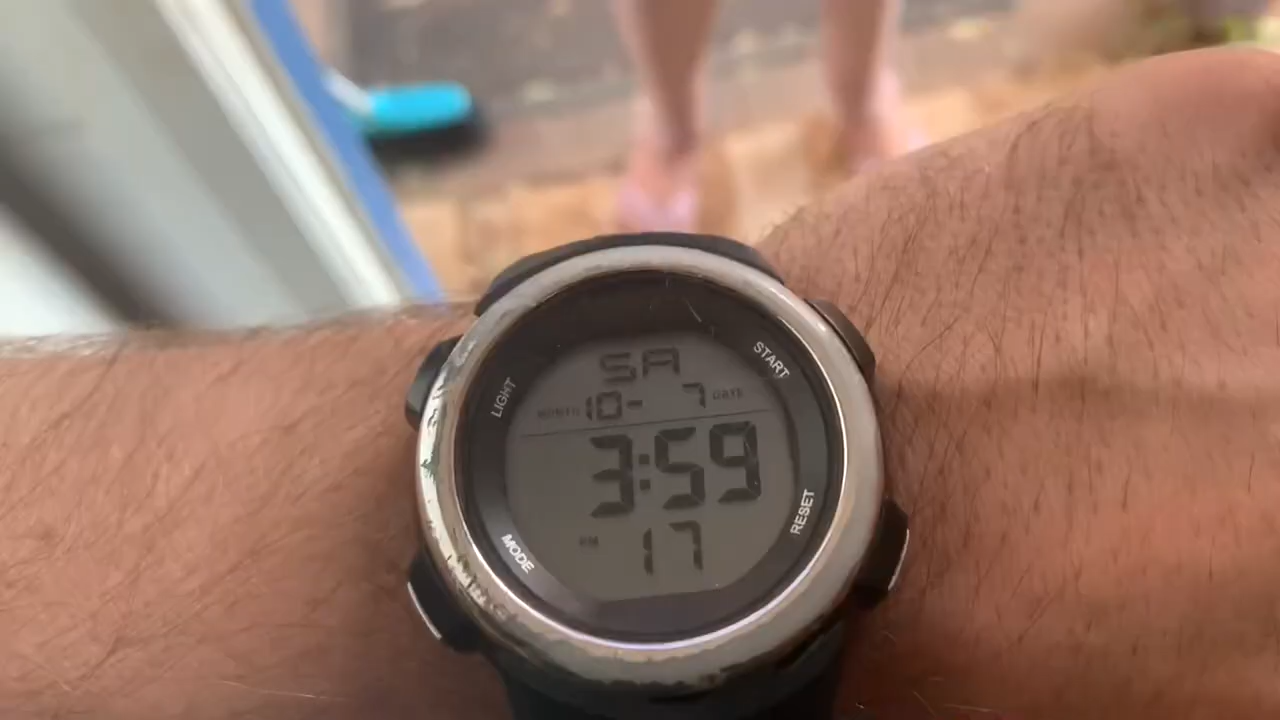 SA
MONTH 10- 7 DATE
3:59
PM 17
LIGHT
START
MODE
RESET